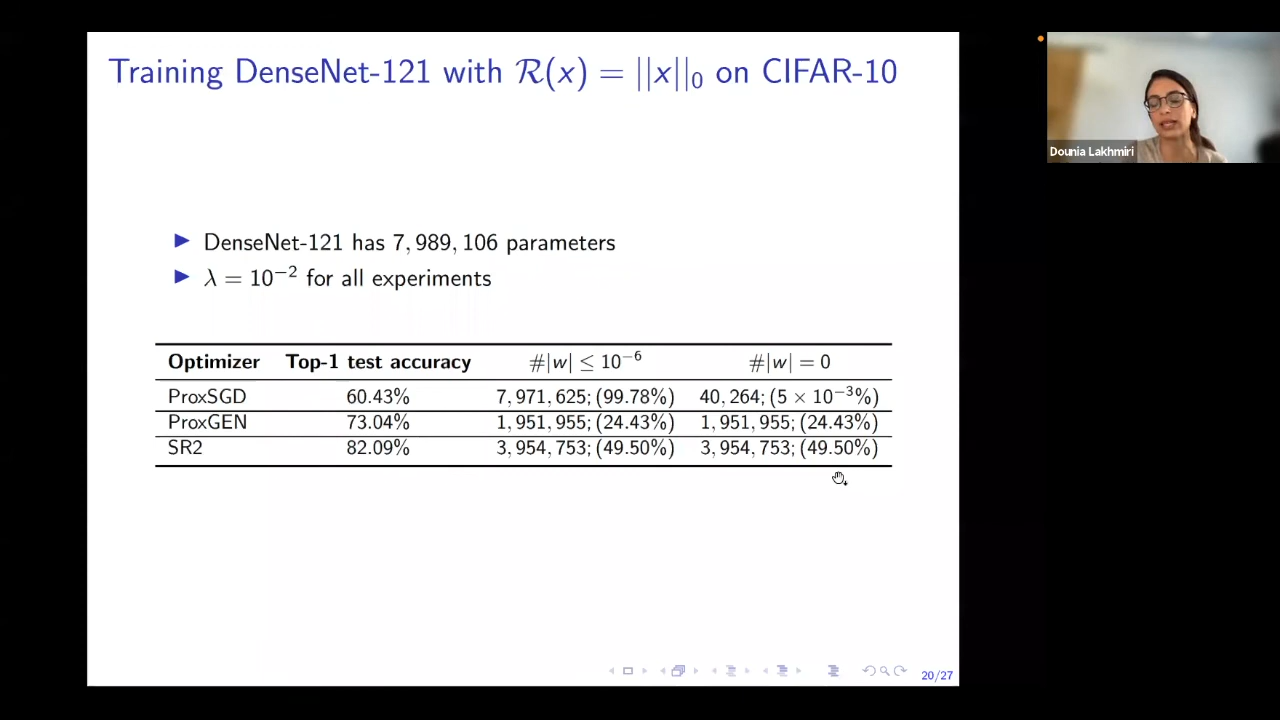 Training DenseNet-121 with R(x) = ||x||₀ on CIFAR-10
Dounia Lakhmiri
▶ DenseNet-121 has 7, 989, 106 parameters
▶ λ = 10⁻² for all experiments
Optimizer Top-1 test accuracy #|w| ≤ 10⁻⁶ #|w| = 0
ProxSGD 60.43% 7, 971, 625; (99.78%) 40, 264; (5 × 10⁻³%)
ProxGEN 73.04% 1, 951, 955; (24.43%) 1, 951, 955; (24.43%)
SR2 82.09% 3, 954, 753; (49.50%) 3, 954, 753; (49.50%)
20/27